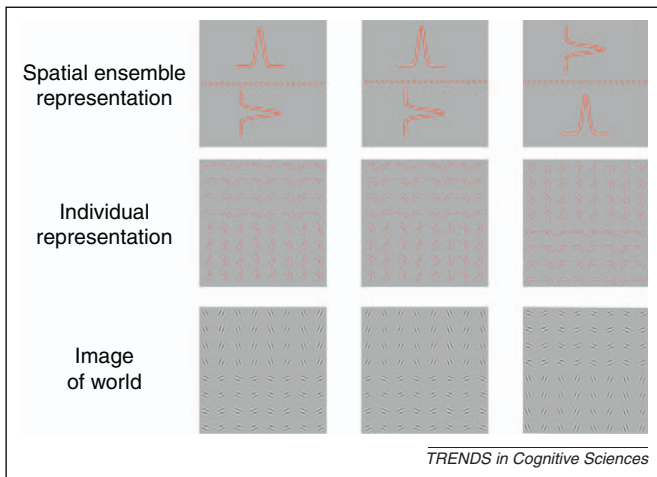 Spatial ensemble
representation
Individual
representation
Image
of world
TRENDS in Cognitive Sciences